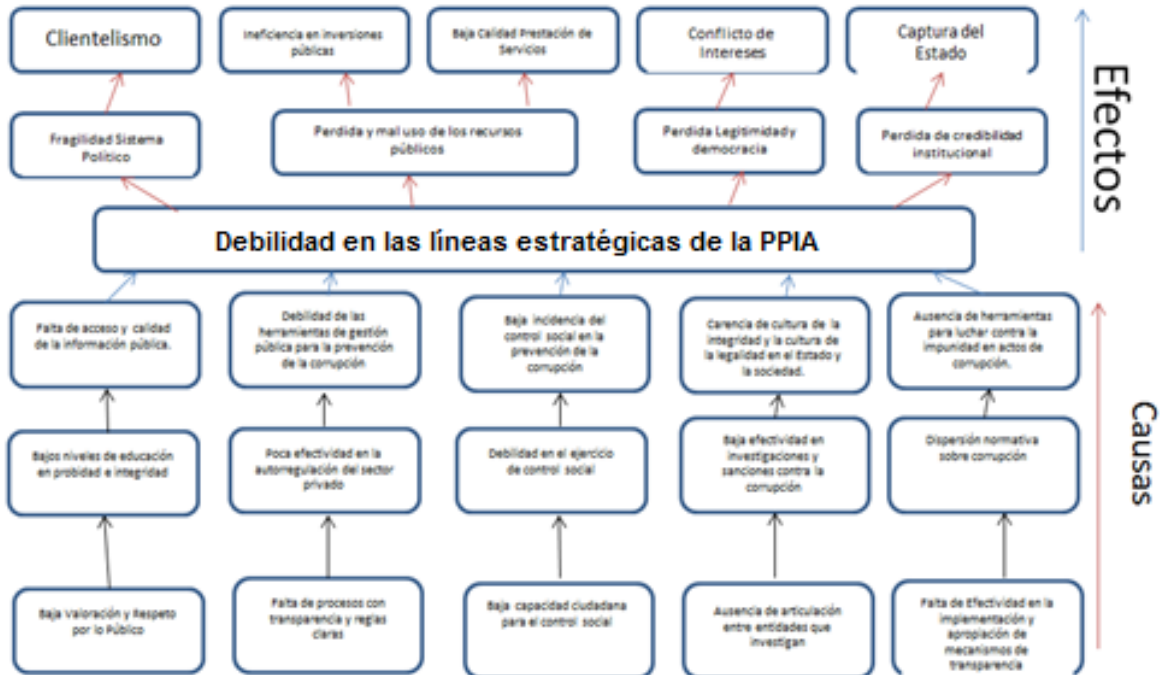 Clientelismo
Ineficiencia en inversiones
públicas
Baja Calidad Prestación de
Servicios
Conflicto de
Intereses
Captura del
Estado
Efectos
Fragilidad Sistema
Político
Perdida y mal uso de los recursos
públicos
Perdida Legitimidad y
democracia
Perdida de credibilidad
institucional
Debilidad en las líneas estratégicas de la PPIA
Falta de acceso y calidad
de la información pública.
Debilidad de las
herramientas de gestión
pública para la prevención
de la corrupción
Baja incidencia del
control social en la
prevención de la
corrupción
Carencia de cultura de la
integridad y la cultura de
la legalidad en el Estado y
la sociedad.
Ausencia de herramientas
para luchar contra la
impunidad en actos de
corrupción.
Causas
Bajos niveles de educación
en probidad e integridad
Poca efectividad en la
autorregulación del sector
privado
Debilidad en el ejercicio
de control social
Baja efectividad en
investigaciones y
sanciones contra la
corrupción
Dispersión normativa
sobre corrupción
Baja Valoración y Respeto
por lo Público
Falta de procesos con
transparencia y reglas
claras
Baja capacidad ciudadana
para el control social
Ausencia de articulación
entre entidades que
investigan
Falta de Efectividad en la
implementación y
apropiación de
mecanismos de
transparencia